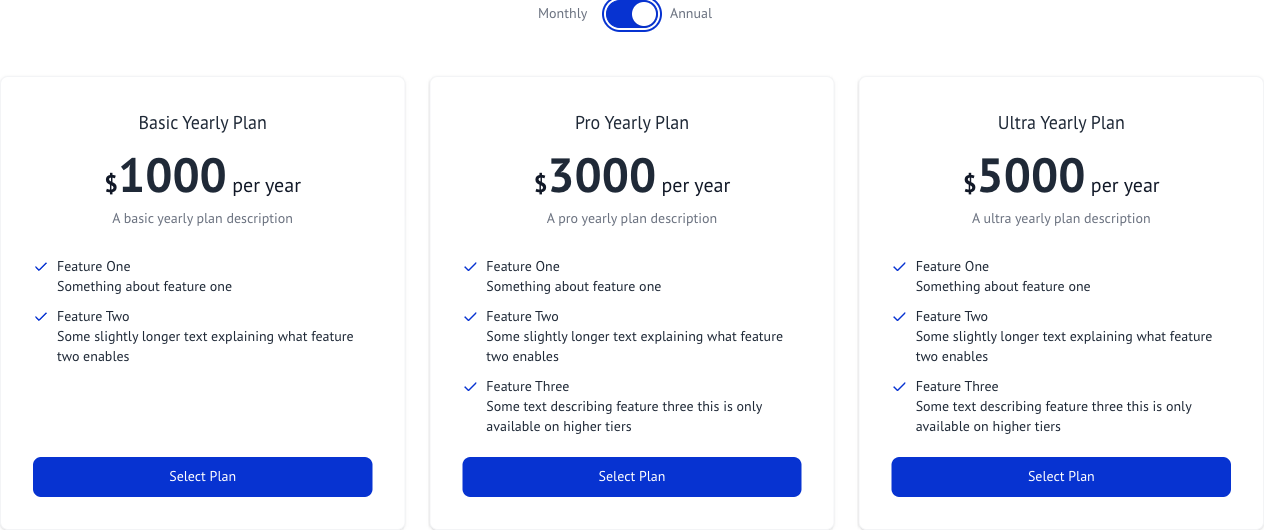 Monthly Annual
Basic Yearly Plan
$1000 per year
A basic yearly plan description
Feature One
Something about feature one
Feature Two
Some slightly longer text explaining what feature
two enables
Select Plan
Pro Yearly Plan
$3000 per year
A pro yearly plan description
Feature One
Something about feature one
Feature Two
Some slightly longer text explaining what feature
two enables
Feature Three
Some text describing feature three this is only
available on higher tiers
Select Plan
Ultra Yearly Plan
$5000 per year
A ultra yearly plan description
Feature One
Something about feature one
Feature Two
Some slightly longer text explaining what feature
two enables
Feature Three
Some text describing feature three this is only
available on higher tiers
Select Plan